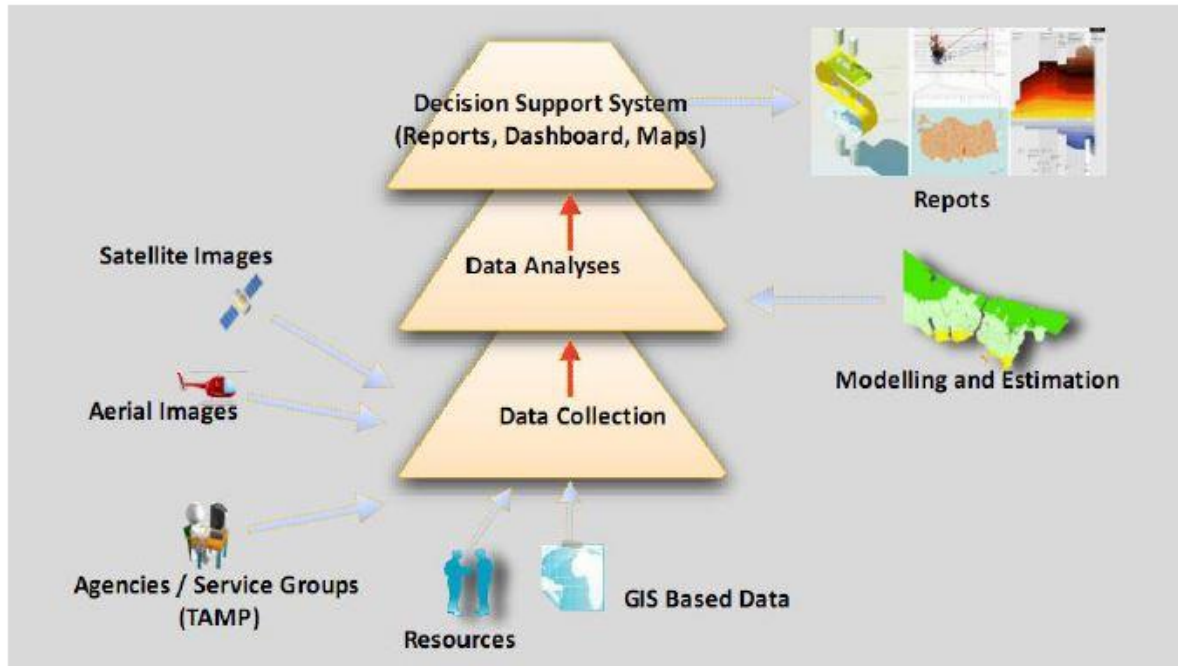 Decision Support System
(Reports, Dashboard, Maps)
Repots
Satellite Images
Data Analyses
Modelling and Estimation
Aerial Images
Data Collection
Agencies / Service Groups
(TAMP)
Resources
GIS Based Data